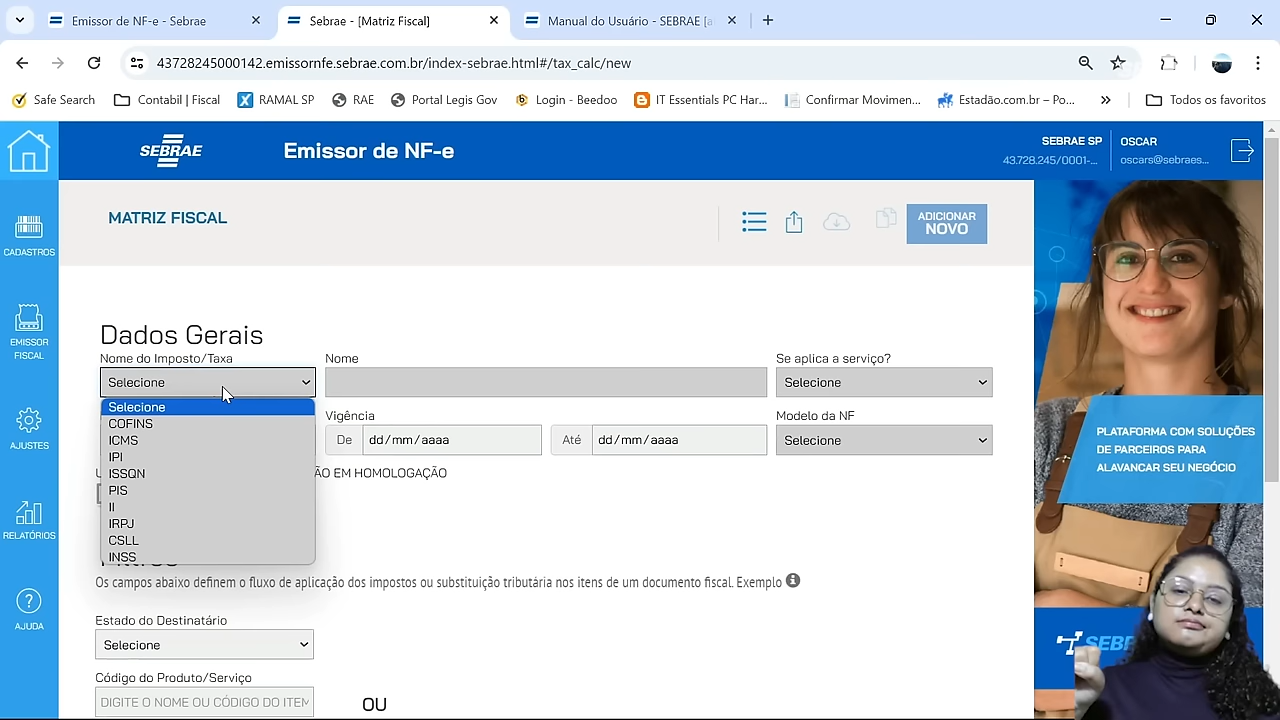 Emissor de NF-e - Sebrae
Sebrae - [Matriz Fiscal]
Manual do Usuário - SEBRAE [a
43728245000142.emissornfe.sebrae.com.br/index-sebrae.html#/tax_calc/new
Safe Search
Contabil | Fiscal
RAMAL SP
RAE
Portal Legis Gov
Login - Beedoo
IT Essentials PC Har...
Confirmar Movimen...
Estadão.com.br – Po...
Todos os favoritos
SEBRAE
Emissor de NF-e
SEBRAE SP
43.728.245/0001-...
OSCAR
oscars@sebraes...
CADASTROS
EMISSOR
FISCAL
AJUSTES
RELATÓRIOS
AJUDA
MATRIZ FISCAL
ADICIONAR
NOVO
Dados Gerais
Nome do Imposto/Taxa
Nome
Se aplica a serviço?
Selecione
Selecione
Selecione
COFINS
ICMS
IPI
ISSQN
PIS
II
IRPJ
CSLL
INSS
Vigência
Modelo da NF
De
dd/mm/aaaa
Até
dd/mm/aaaa
Selecione
ÃO EM HOMOLOGAÇÃO
Os campos abaixo definem o fluxo de aplicação dos impostos ou substituição tributária nos itens de um documento fiscal. Exemplo
Estado do Destinatário
Selecione
Código do Produto/Serviço
DIGITE O NOME OU CÓDIGO DO ITEM
OU
PLATAFORMA COM SOLUÇÕES
DE PARCEIROS PARA
ALAVANCAR SEU NEGÓCIO